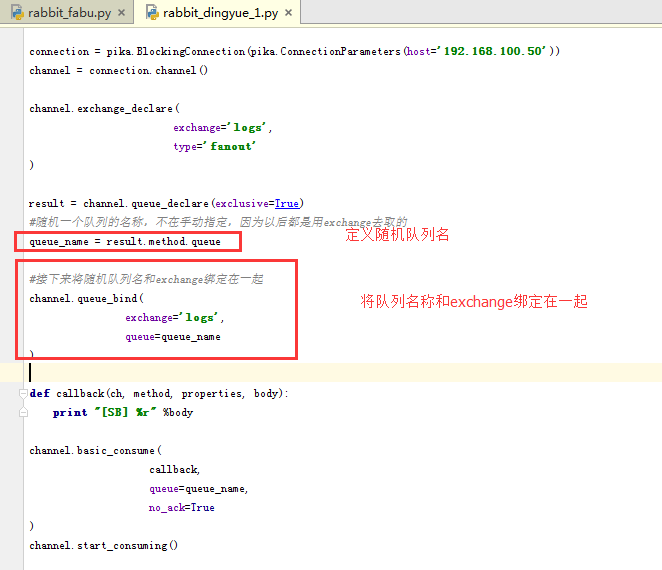 rabbit_fabu.py × rabbit_dingyue_1.py ×
connection = pika.BlockingConnection(pika.ConnectionParameters(host='192.168.100.50'))
channel = connection.channel()
channel.exchange_declare(
exchange='logs',
type='fanout'
)
result = channel.queue_declare(exclusive=True)
#随机一个队列的名称，不在手动指定，因为以后都是用exchange去取的
queue_name = result.method.queue
定义随机队列名
#接下来将随机队列名和exchange绑定在一起
channel.queue_bind(
exchange='logs',
将队列名称和exchange绑定在一起
queue=queue_name
)
def callback(ch, method, properties, body):
print "[SB] %r" %body
channel.basic_consume(
callback,
queue=queue_name,
no_ack=True
)
channel.start_consuming()